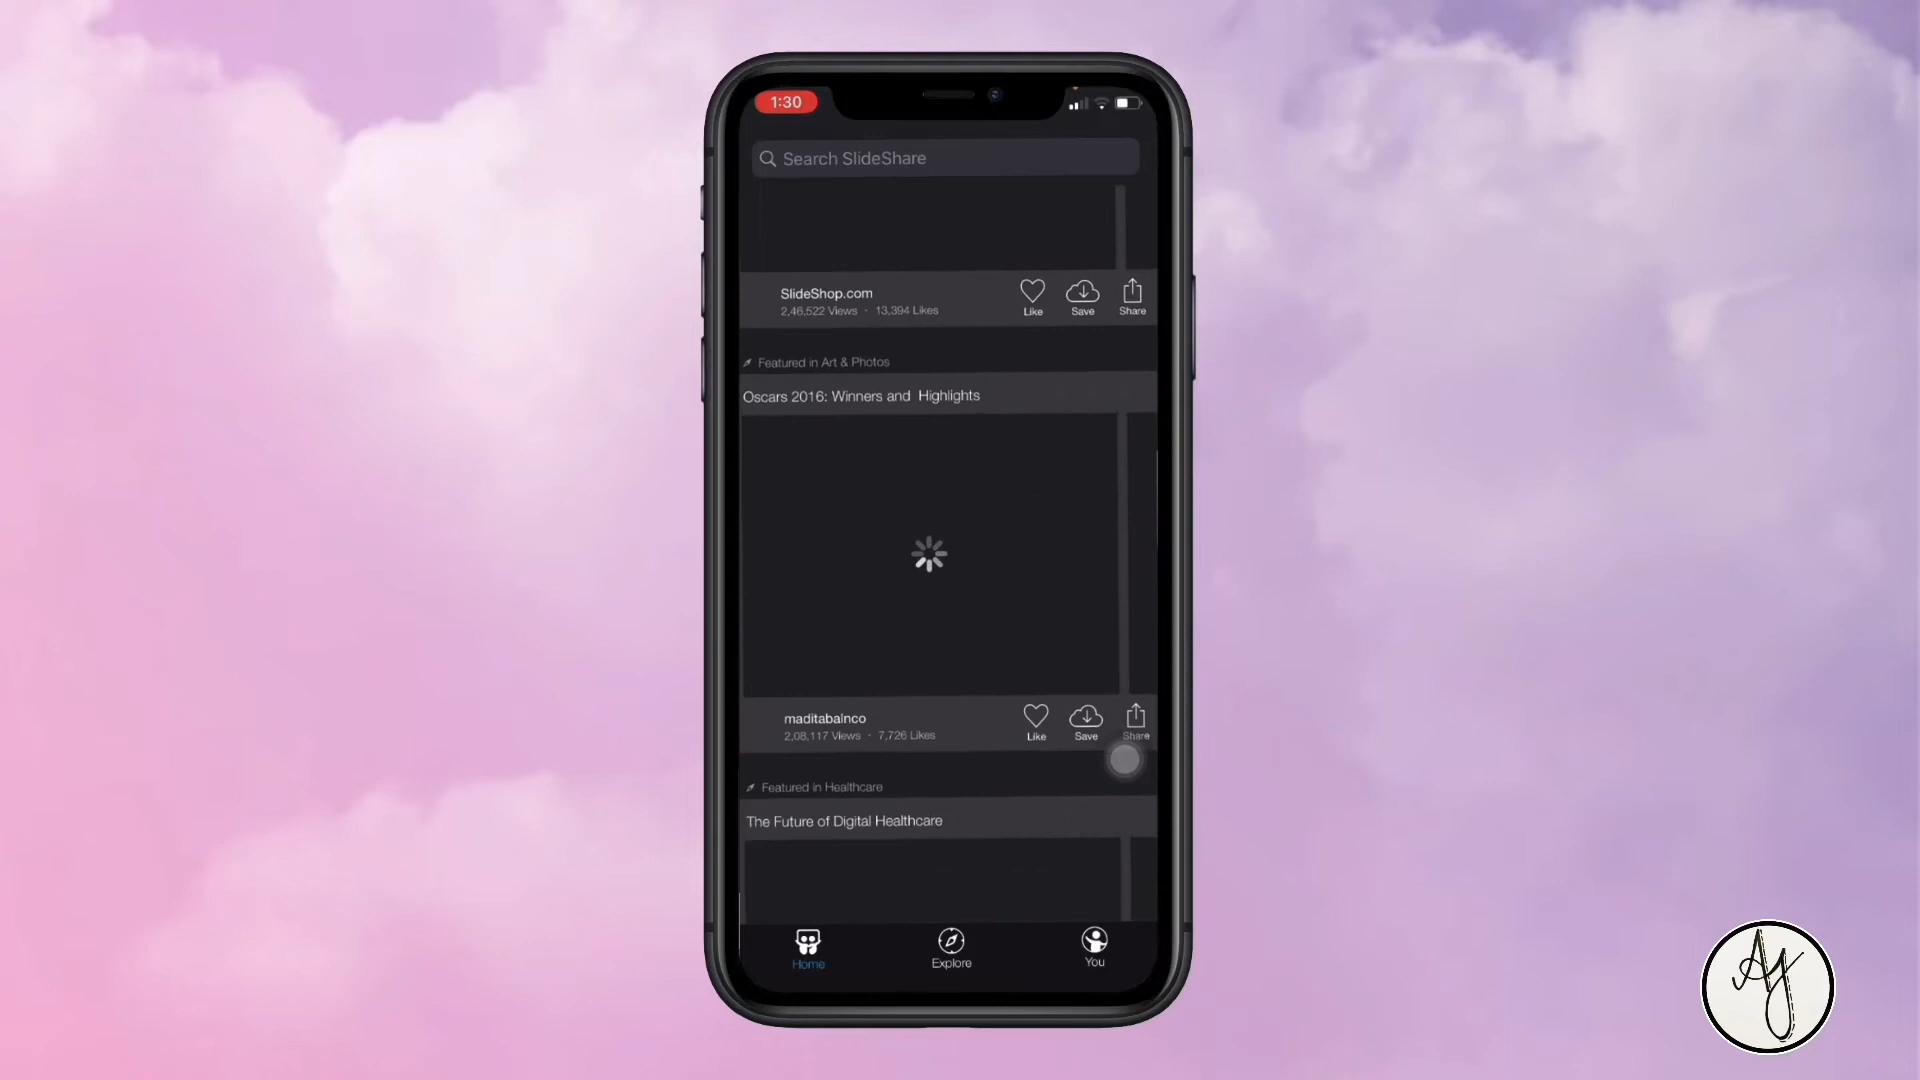 1:30
Search SlideShare
SlideShop.com
2,46,522 Views · 13,394 Likes
Like
Save
Share
Featured in Art & Photos
Oscars 2016: Winners and Highlights
maditabalnco
2,08,117 Views · 7,726 Likes
Like
Save
Share
Featured in Healthcare
The Future of Digital Healthcare
Home
Explore
You